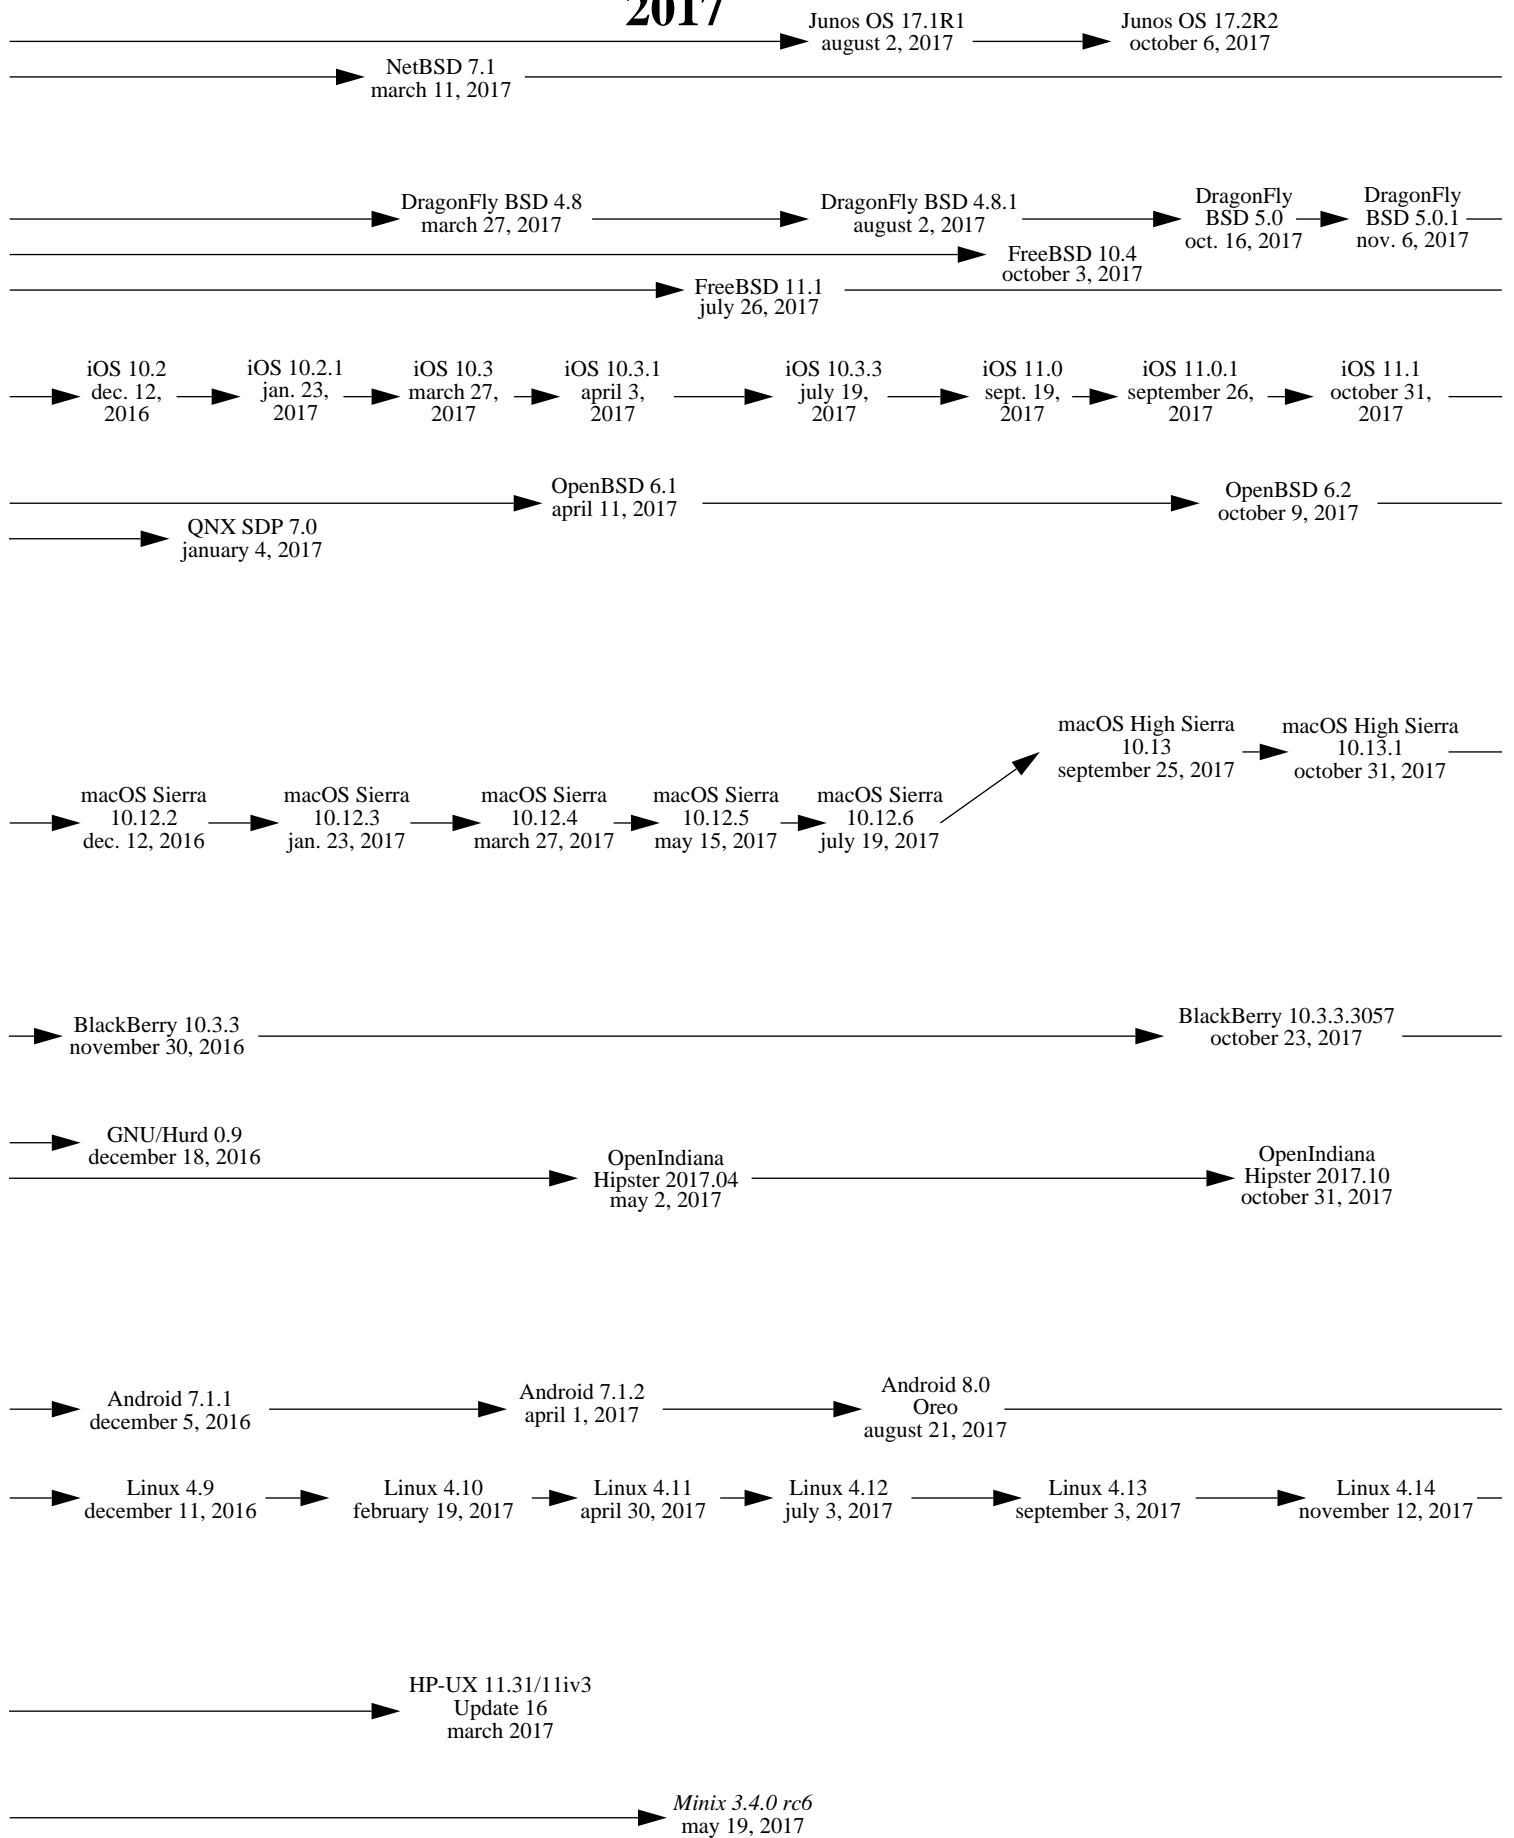 2017
Junos OS 17.1R1
august 2, 2017
Junos OS 17.2R2
october 6, 2017
NetBSD 7.1
march 11, 2017
DragonFly BSD 4.8
march 27, 2017
DragonFly BSD 4.8.1
august 2, 2017
DragonFly
BSD 5.0
oct. 16, 2017
DragonFly
BSD 5.0.1
nov. 6, 2017
FreeBSD 10.4
october 3, 2017
FreeBSD 11.1
july 26, 2017
iOS 10.2
dec. 12,
2016
iOS 10.2.1
jan. 23,
2017
iOS 10.3
march 27,
2017
iOS 10.3.1
april 3,
2017
iOS 10.3.3
july 19,
2017
iOS 11.0
sept. 19,
2017
iOS 11.0.1
september 26,
2017
iOS 11.1
october 31,
2017
OpenBSD 6.1
april 11, 2017
OpenBSD 6.2
october 9, 2017
QNX SDP 7.0
january 4, 2017
macOS High Sierra
10.13
september 25, 2017
macOS High Sierra
10.13.1
october 31, 2017
macOS Sierra
10.12.2
dec. 12, 2016
macOS Sierra
10.12.3
jan. 23, 2017
macOS Sierra
10.12.4
march 27, 2017
macOS Sierra
10.12.5
may 15, 2017
macOS Sierra
10.12.6
july 19, 2017
BlackBerry 10.3.3
november 30, 2016
BlackBerry 10.3.3.3057
october 23, 2017
GNU/Hurd 0.9
december 18, 2016
OpenIndiana
Hipster 2017.04
may 2, 2017
OpenIndiana
Hipster 2017.10
october 31, 2017
Android 7.1.1
december 5, 2016
Android 7.1.2
april 1, 2017
Android 8.0
Oreo
august 21, 2017
Linux 4.9
december 11, 2016
Linux 4.10
february 19, 2017
Linux 4.11
april 30, 2017
Linux 4.12
july 3, 2017
Linux 4.13
september 3, 2017
Linux 4.14
november 12, 2017
HP-UX 11.31/11iv3
Update 16
march 2017
Minix 3.4.0 rc6
may 19, 2017